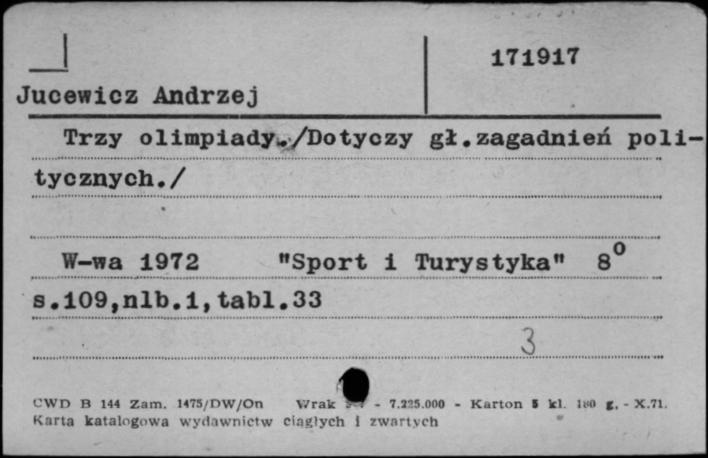 171917
Jucewicz Andrzej
Trzy olimpiady./Dotyczy gł.zagadnień poli-
tycznych./
W-wa 1972 "Sport i Turystyka" 8⁰
s.109,nlb.1,tabl.33
3
CWD B 144 Zam. 1475/DW/On Wrak - 7.225.000 - Karton 5 kl. 180 g. - X.71.
Karta katalogowa wydawnictw ciągłych i zwartych